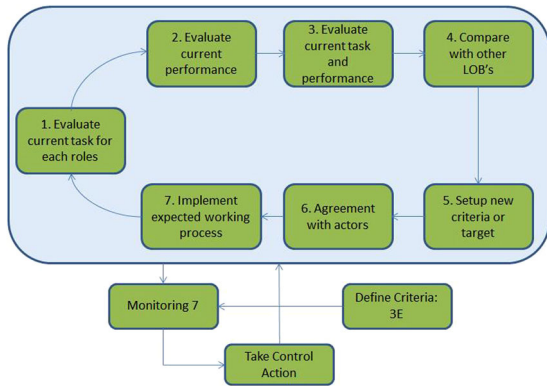 2. Evaluate
current
performance
3. Evaluate
current task
and
performance
4. Compare
with other
LOB's
1. Evaluate
current task for
each roles
7. Implement
expected working
process
6. Agreement
with actors
5. Setup new
criteria or
target
Monitoring 7
Define Criteria:
3E
Take Control
Action